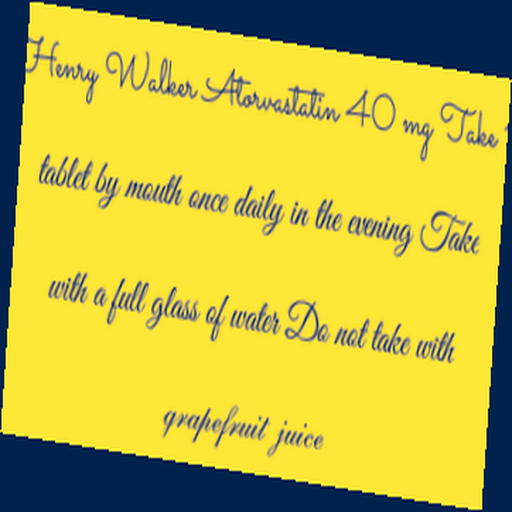 Henry Walker Atorvastatin 40 mg Take
tablet by mouth once daily in the evening Take
with a full glass of water Do not take with
grapefruit juice